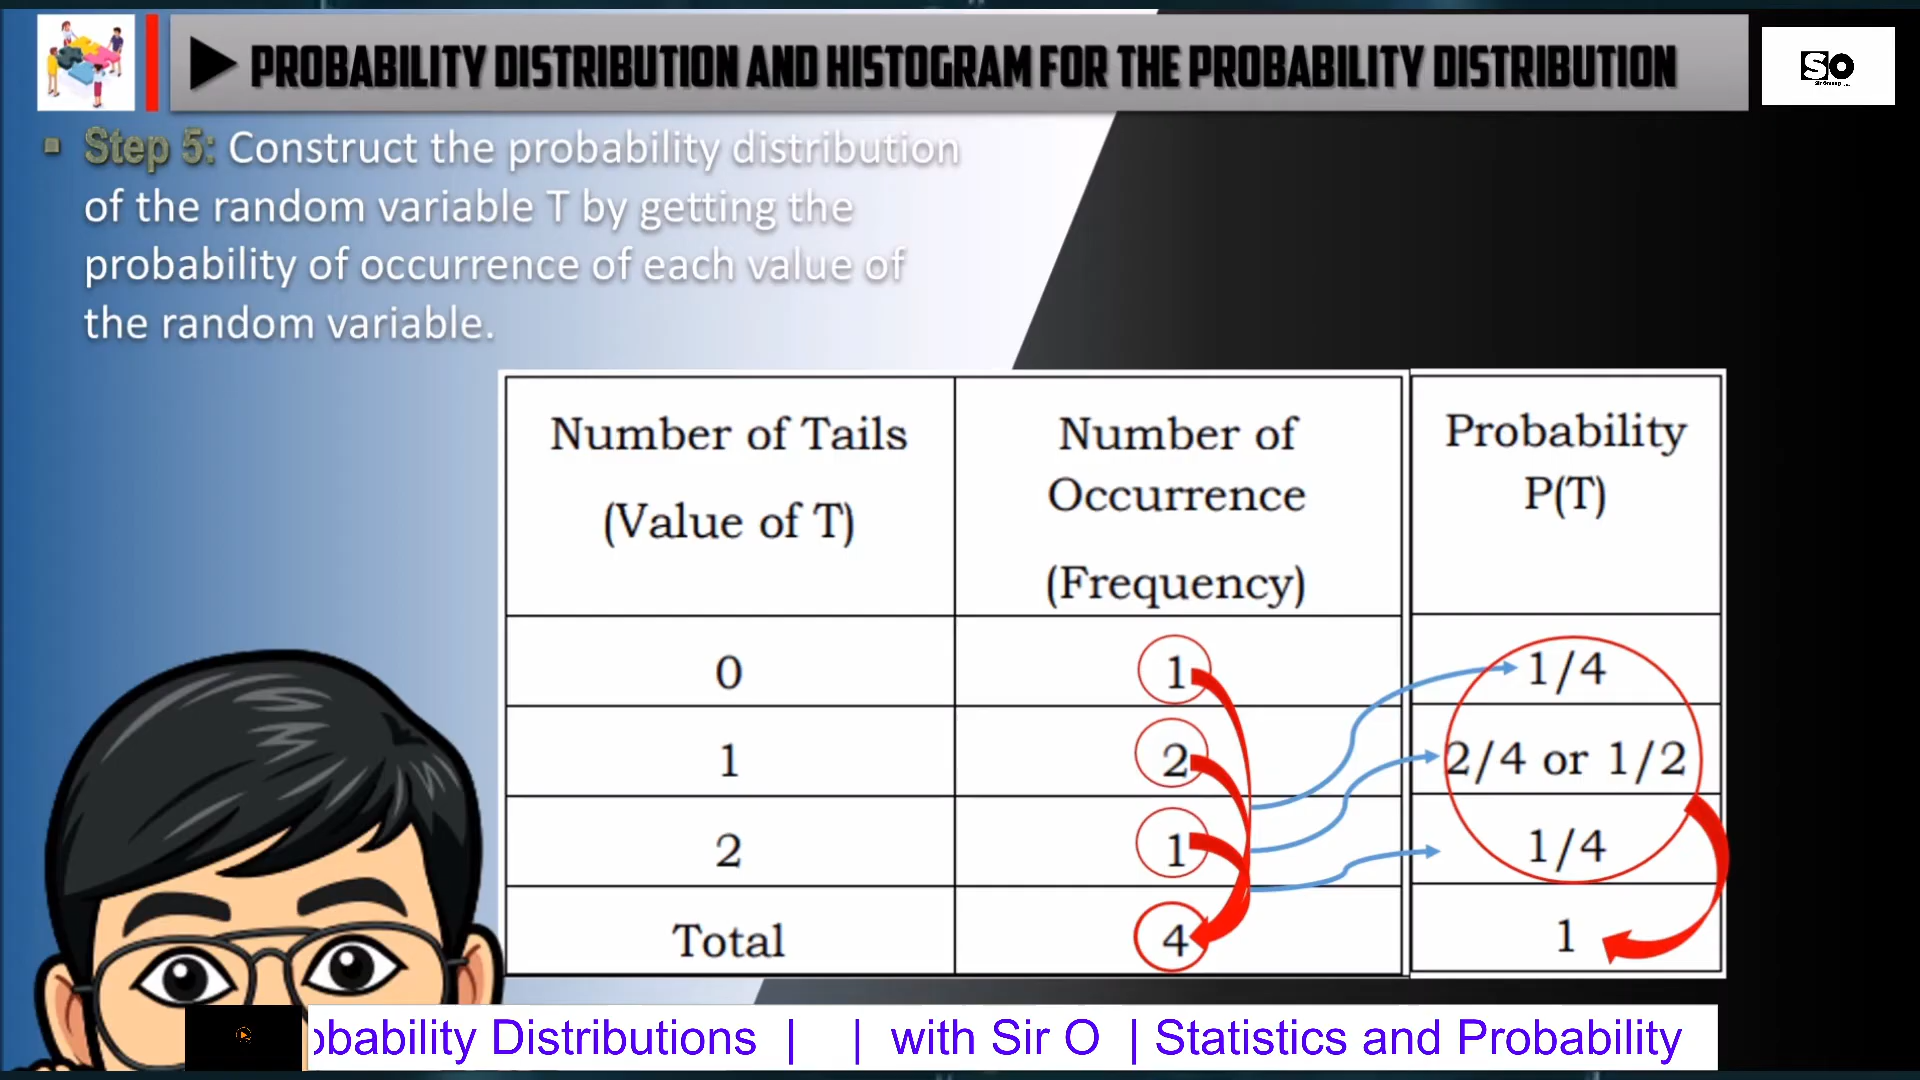 PROBABILITY DISTRIBUTION AND HISTOGRAM FOR THE PROBABILITY DISTRIBUTION
SO
Step 5: Construct the probability distribution
of the random variable T by getting the
probability of occurrence of each value of
the random variable.
Number of Tails
(Value of T)
Number of
Occurrence
(Frequency)
Probability
P(T)
0 1 1/4
1 2 2/4 or 1/2
2 1 1/4
Total 4 1
obability Distributions | | with Sir O | Statistics and Probability